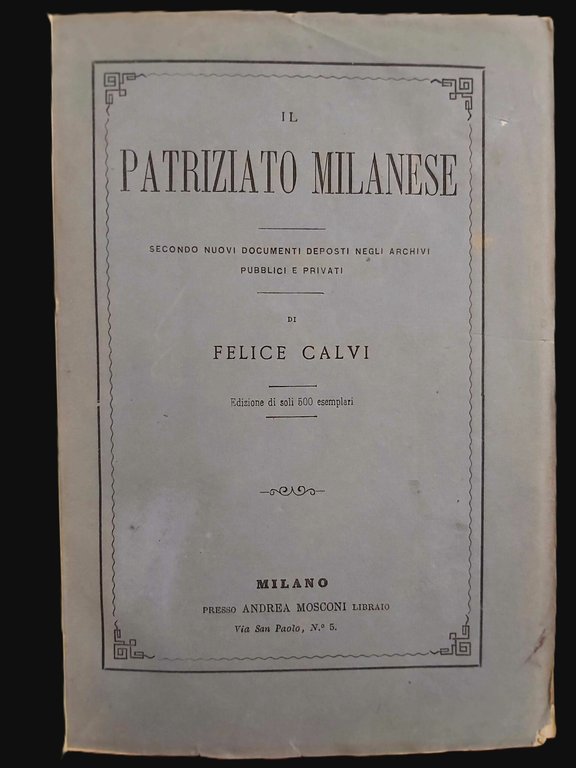 IL
PATRIZIATO MILANESE
SECONDO NUOVI DOCUMENTI DEPOSTI NEGLI ARCHIVI
PUBBLICI E PRIVATI
DI
FELICE CALVI
Edizione di soli 500 esemplari
MILANO
PRESSO ANDREA MOSCONI LIBRAIO
Via San Paolo, N.º 5.